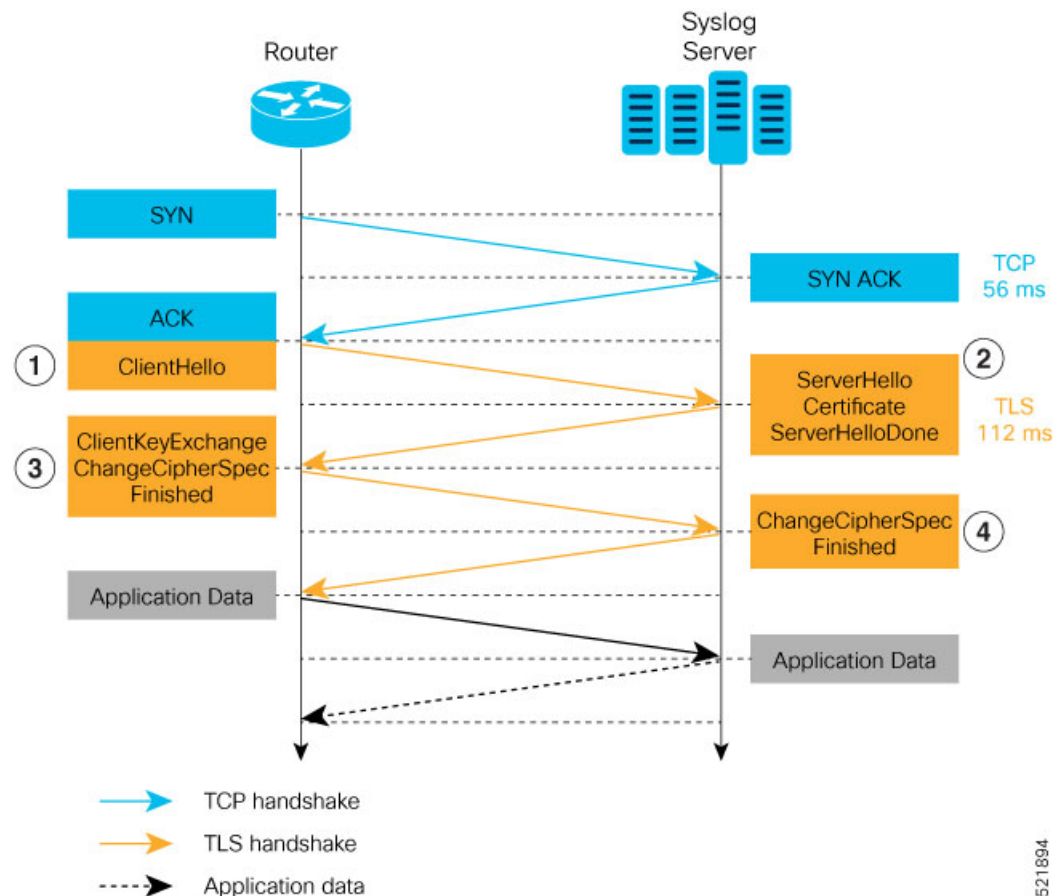 Router
Syslog
Server
SYN
SYN ACK
TCP
56 ms
ACK
1
ClientHello
2
ServerHello
Certificate
ServerHelloDone
TLS
112 ms
3
ClientKeyExchange
ChangeCipherSpec
Finished
ChangeCipherSpec
Finished
4
Application Data
Application Data
TCP handshake
TLS handshake
Application data
521894